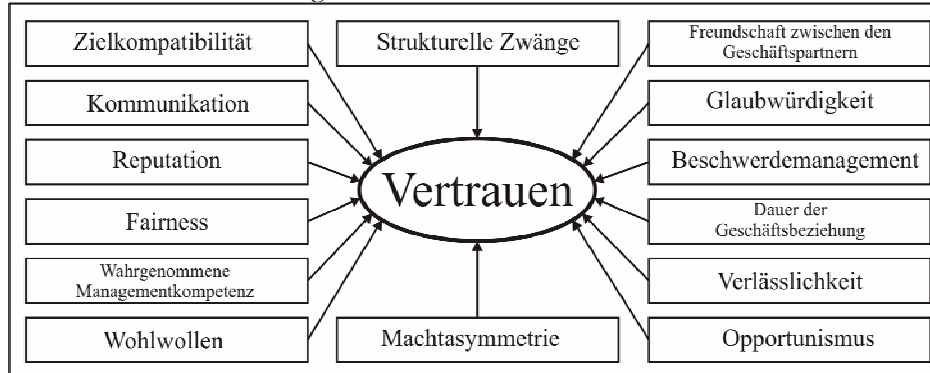 Zielkompatibilität
Strukturelle Zwänge
Freundschaft zwischen den
Geschäftspartnern
Kommunikation
Glaubwürdigkeit
Reputation
Beschwerdemanagement
Vertrauen
Fairness
Dauer der
Geschäftsbeziehung
Wahrgenommene
Managementkompetenz
Verlässlichkeit
Wohlwollen
Machtasymmetrie
Opportunismus